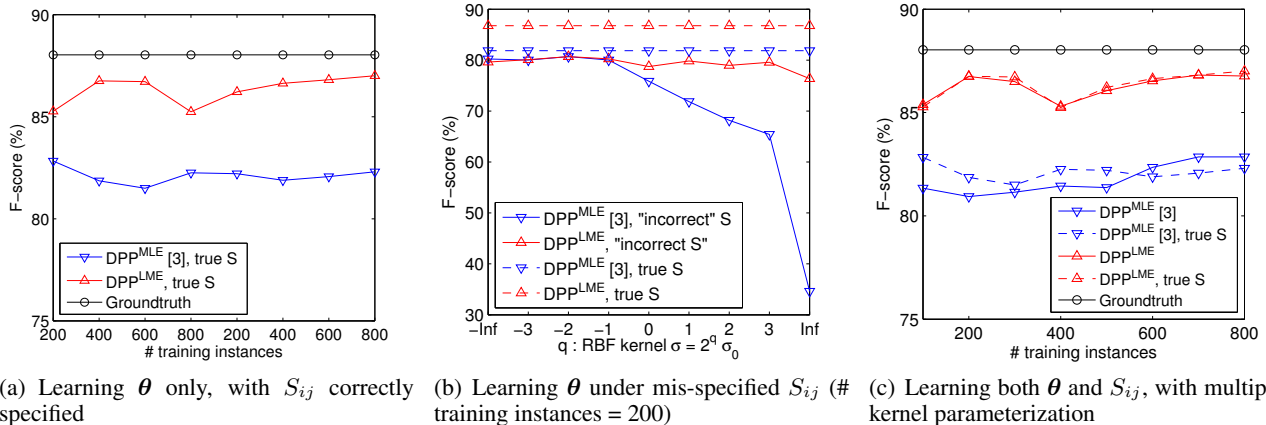 90
85
80
75
F-score (%)
200 400 600 800 200 400 600 800
# training instances
DPP^MLE [3], true S
DPP^LME, true S
Groundtruth
90
80
70
60
50
40
30
F-score (%)
−Inf −3 −2 −1 0 1 2 3 Inf
q : RBF kernel σ = 2^q σ_0
DPP^MLE [3], "incorrect" S
DPP^LME, "incorrect S"
DPP^MLE [3], true S
DPP^LME, true S
90
85
80
75
F-score (%)
200 400 600 800
# training instances
DPP^MLE [3]
DPP^MLE [3], true S
DPP^LME
DPP^LME, true S
Groundtruth
(a) Learning θ only, with S_ij correctly
specified
(b) Learning θ under mis-specified S_ij (#
training instances = 200)
(c) Learning both θ and S_ij, with multip
kernel parameterization